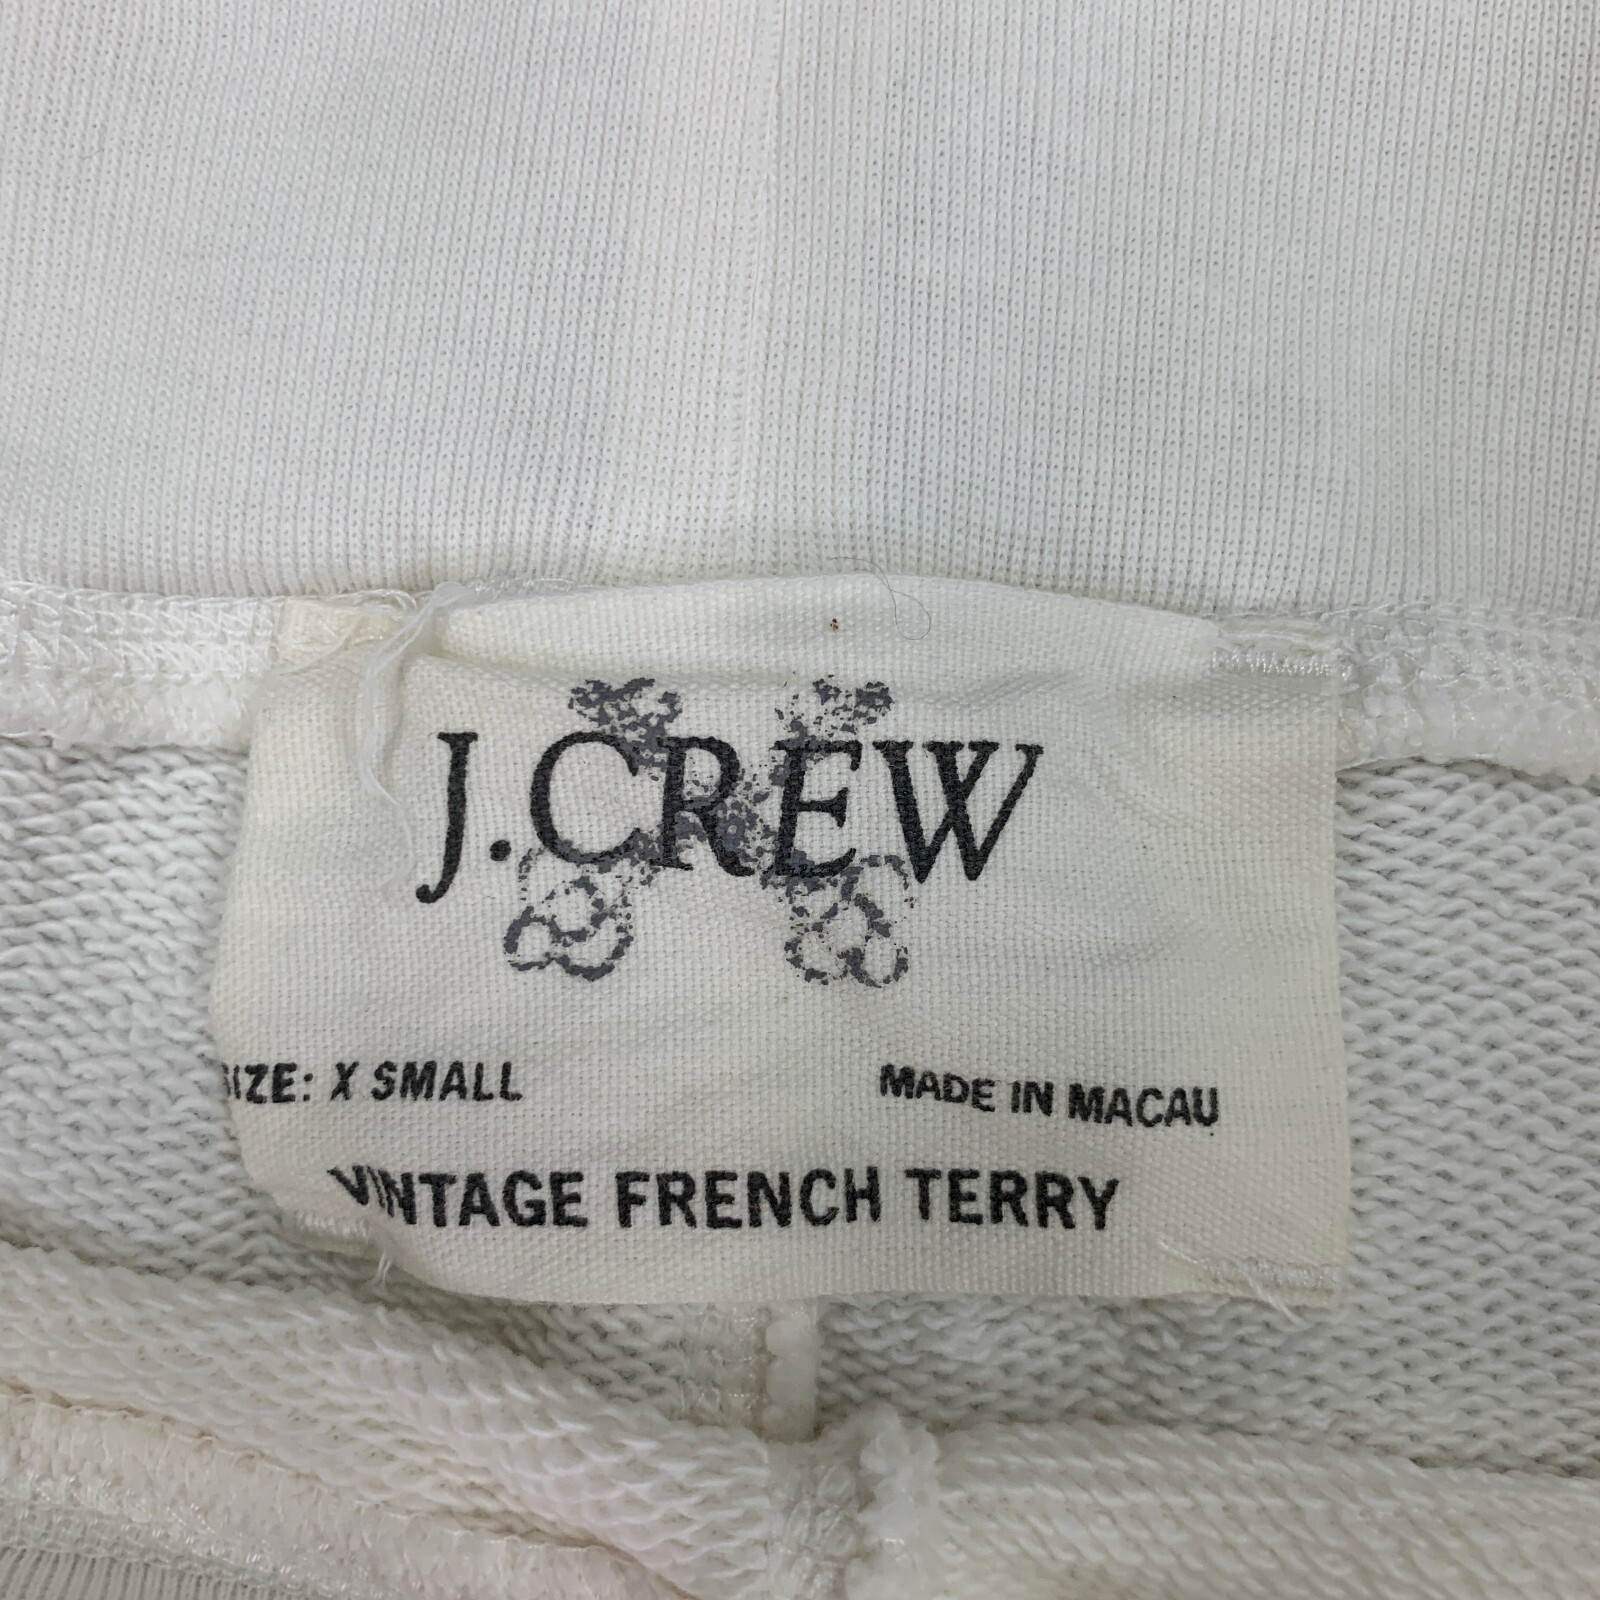 J.CREW
SIZE: X SMALL MADE IN MACAU
VINTAGE FRENCH TERRY